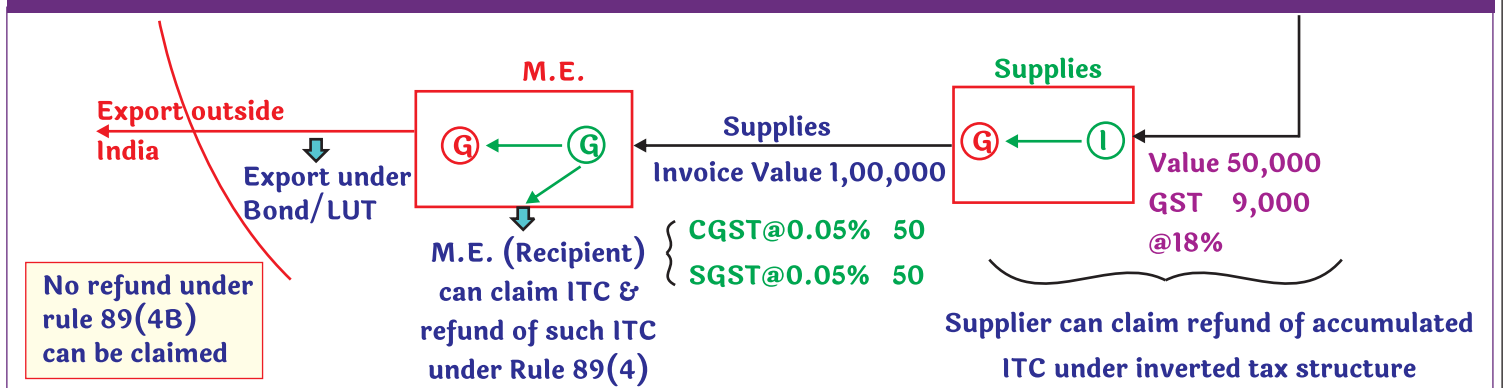 M.E.
Supplies
Export outside
India
G
G
Supplies
Invoice Value 1,00,000
G
I
Value 50,000
GST 9,000
@18%
Export under
Bond/LUT
CGST@0.05% 50
SGST@0.05% 50
M.E. (Recipient)
can claim ITC &
refund of such ITC
under Rule 89(4)
No refund under
rule 89(4B)
can be claimed
Supplier can claim refund of accumulated
ITC under inverted tax structure